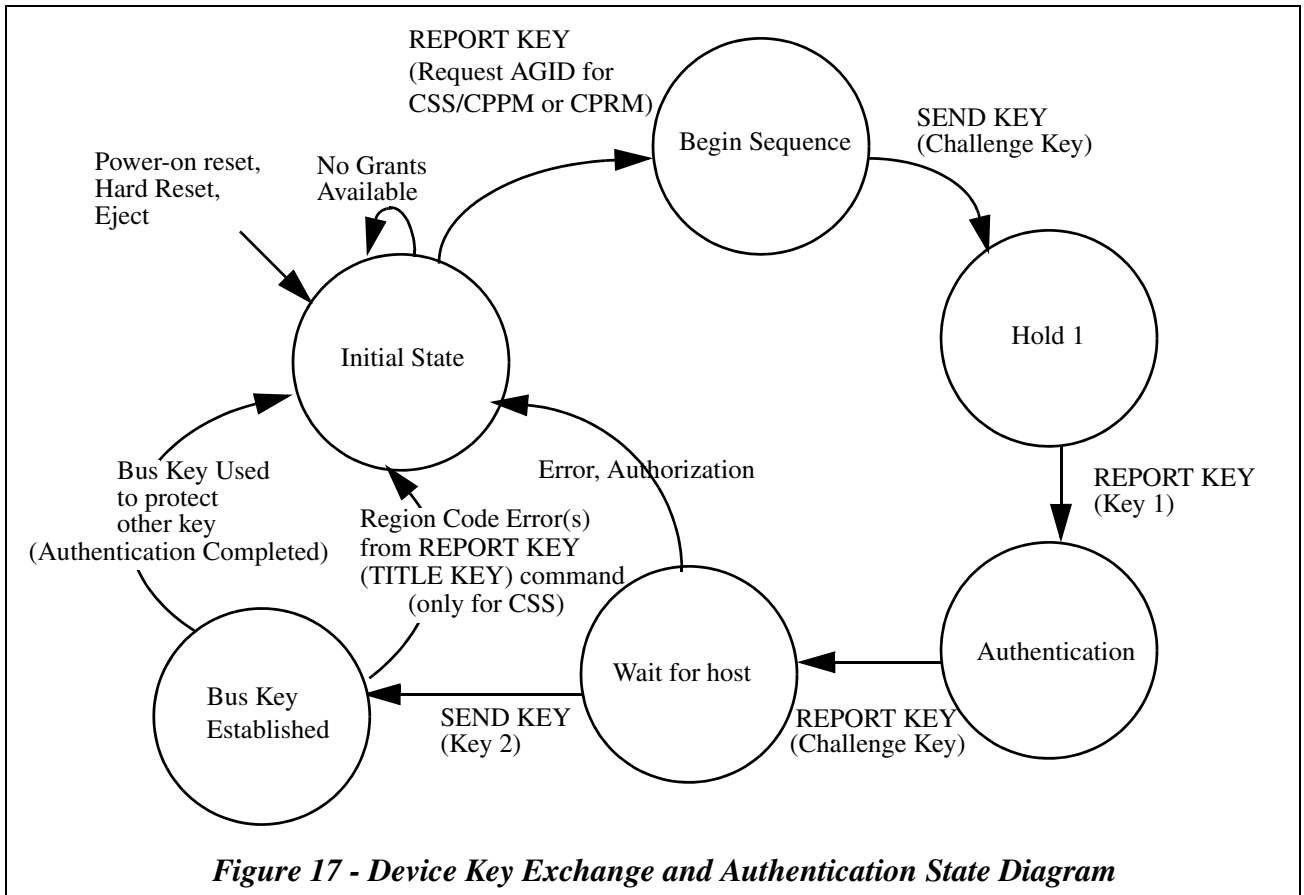 REPORT KEY
(Request AGID for
CSS/CPPM or CPRM)
Begin Sequence
SEND KEY
(Challenge Key)
Power-on reset,
Hard Reset,
Eject
No Grants
Available
Initial State
Hold 1
REPORT KEY
(Key 1)
Bus Key Used
to protect
other key
(Authentication Completed)
Error, Authorization
Region Code Error(s)
from REPORT KEY
(TITLE KEY) command
(only for CSS)
Authentication
Wait for host
REPORT KEY
(Challenge Key)
Bus Key
Established
SEND KEY
(Key 2)
Figure 17 - Device Key Exchange and Authentication State Diagram